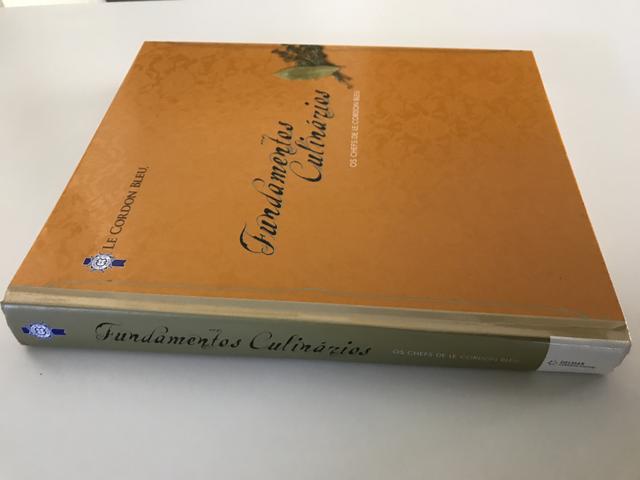 LE CORDON BLEU.
Fundamentos
Culinários
OS CHEFS DE LE CORDON BLEU
Fundamentos Culinários
OS CHEFS DE LE CORDON BLEU
DELMAR